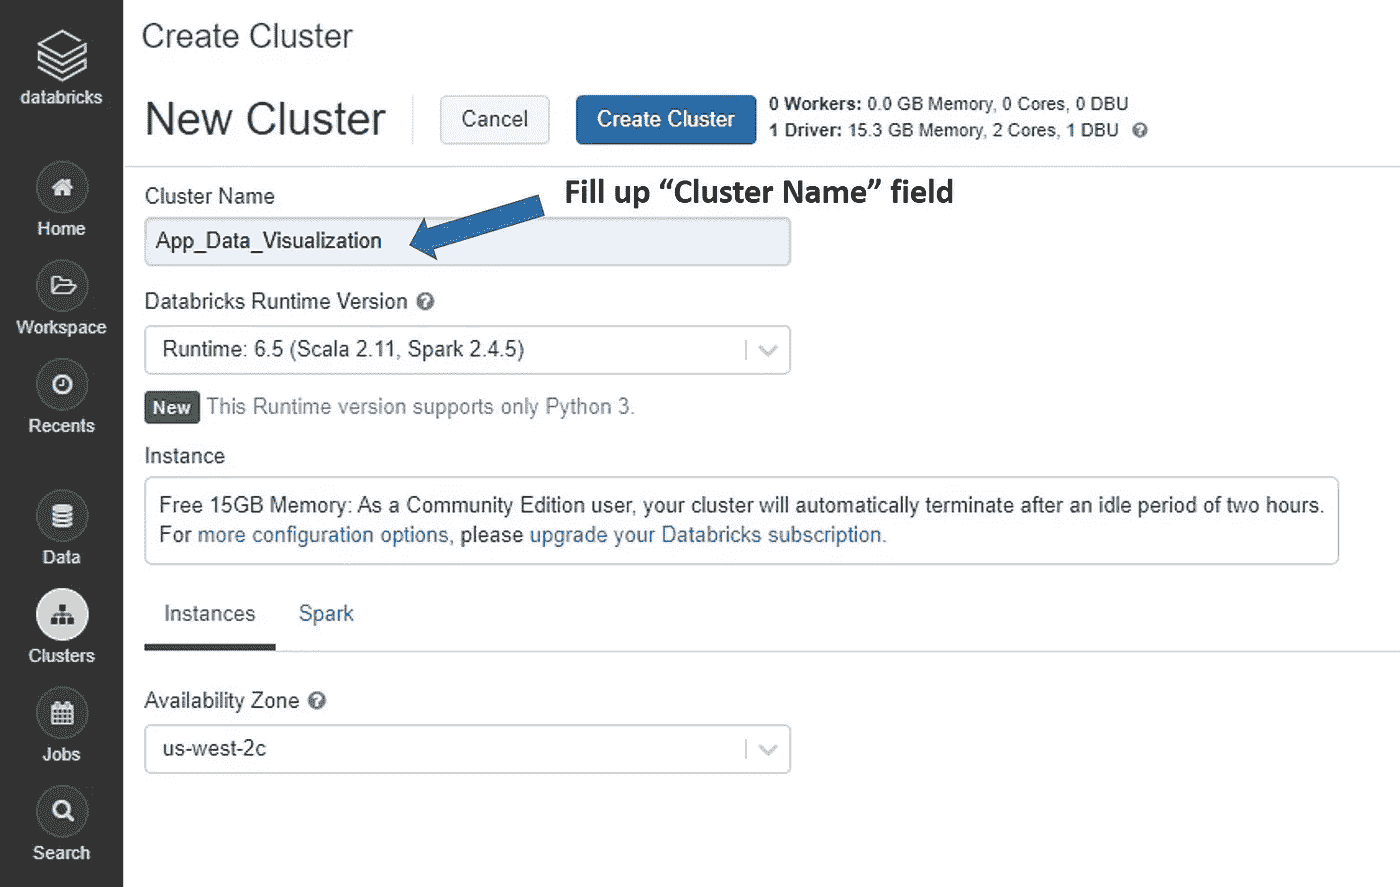 databricks
Home
Workspace
Recents
Data
Clusters
Jobs
Search
Create Cluster
New Cluster
Cancel
Create Cluster
0 Workers: 0.0 GB Memory, 0 Cores, 0 DBU
1 Driver: 15.3 GB Memory, 2 Cores, 1 DBU ?
Fill up “Cluster Name” field
Cluster Name
App_Data_Visualization
Databricks Runtime Version ?
Runtime: 6.5 (Scala 2.11, Spark 2.4.5)
New This Runtime version supports only Python 3.
Instance
Free 15GB Memory: As a Community Edition user, your cluster will automatically terminate after an idle period of two hours.
For more configuration options, please upgrade your Databricks subscription.
Instances Spark
Availability Zone ?
us-west-2c